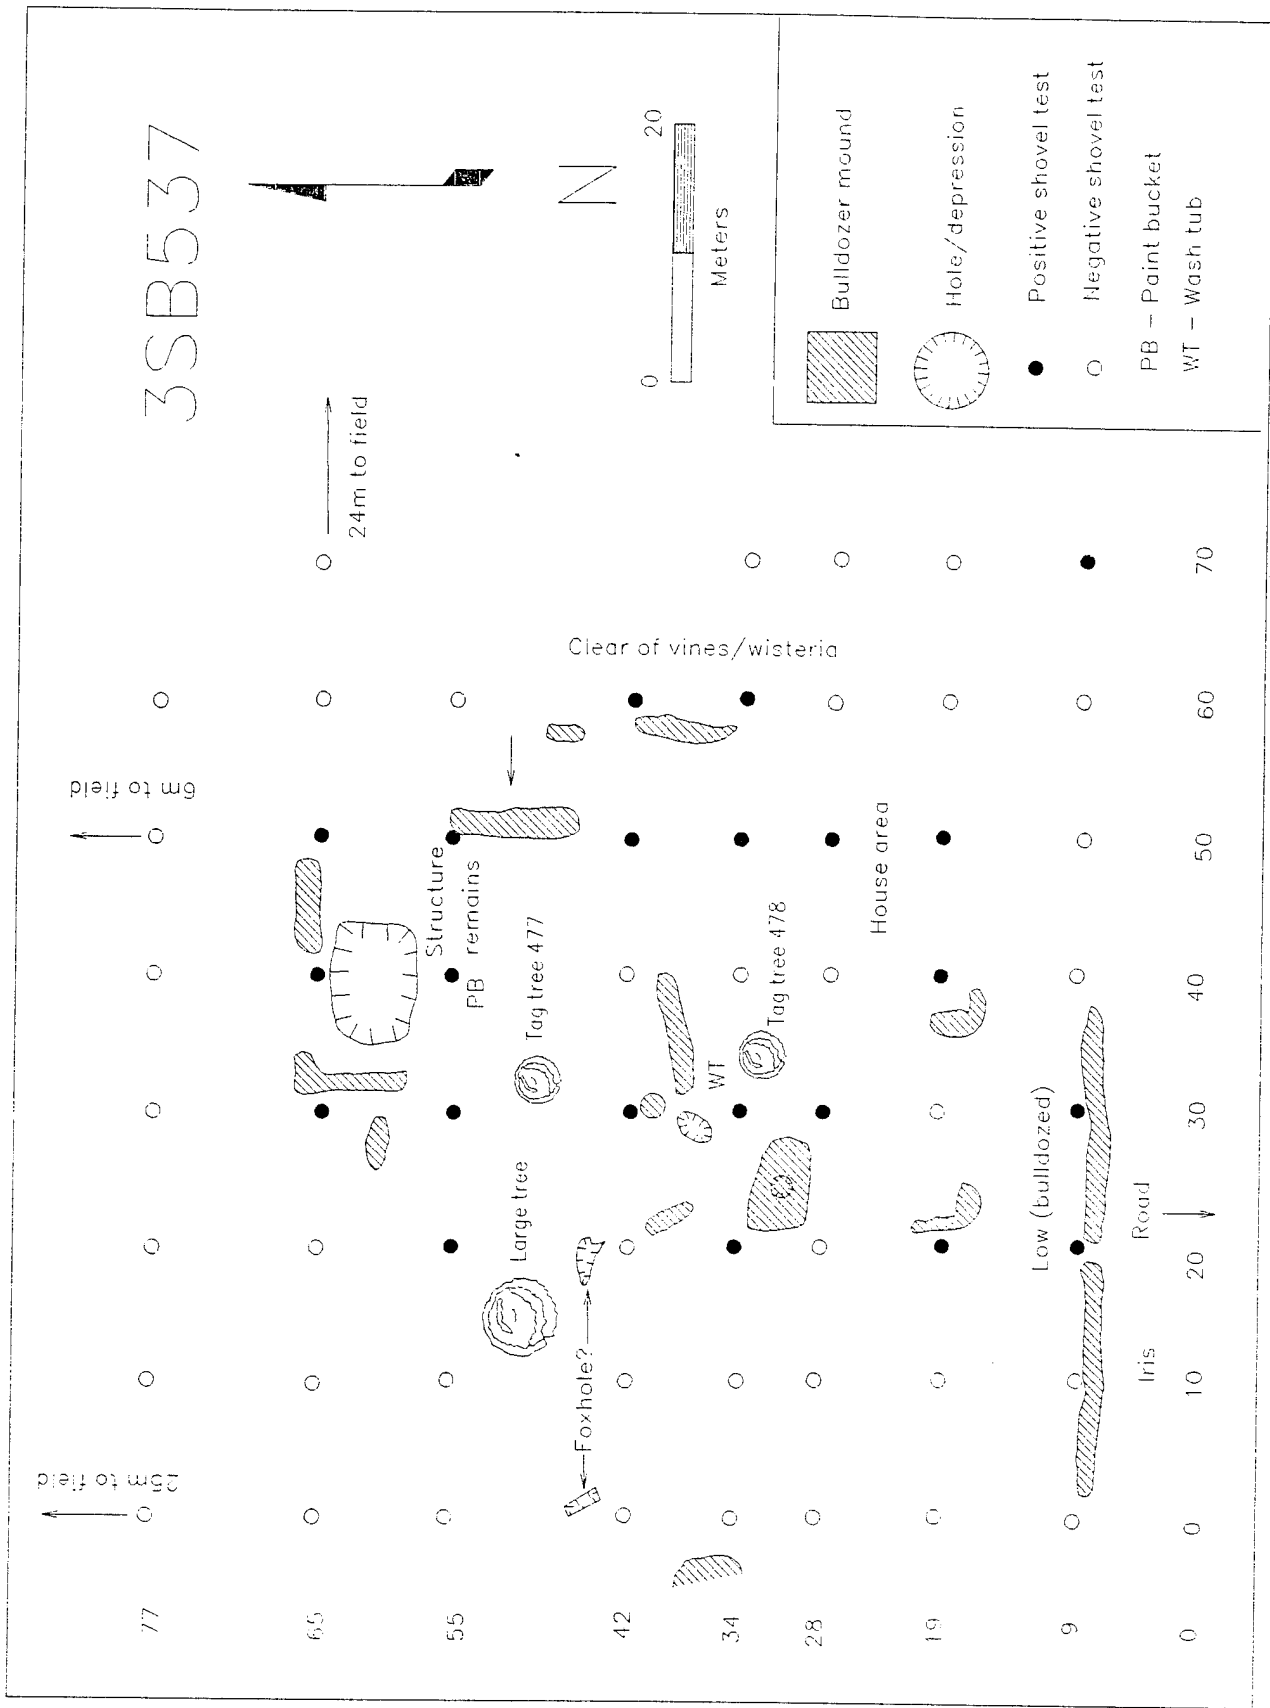 3SB537
N
0 20
Meters
24m to field
6m to field
25m to field
Clear of vines/wisteria
Structure
PB remains
Tag tree 477
Large tree
Foxhole?
WT
Tag tree 478
House area
Low (bulldozed)
Road
Iris
77
65
55
42
34
28
19
9
0
0 10 20 30 40 50 60 70
Bulldozer mound
Hole/depression
Positive shovel test
Negative shovel test
PB – Paint bucket
WT – Wash tub